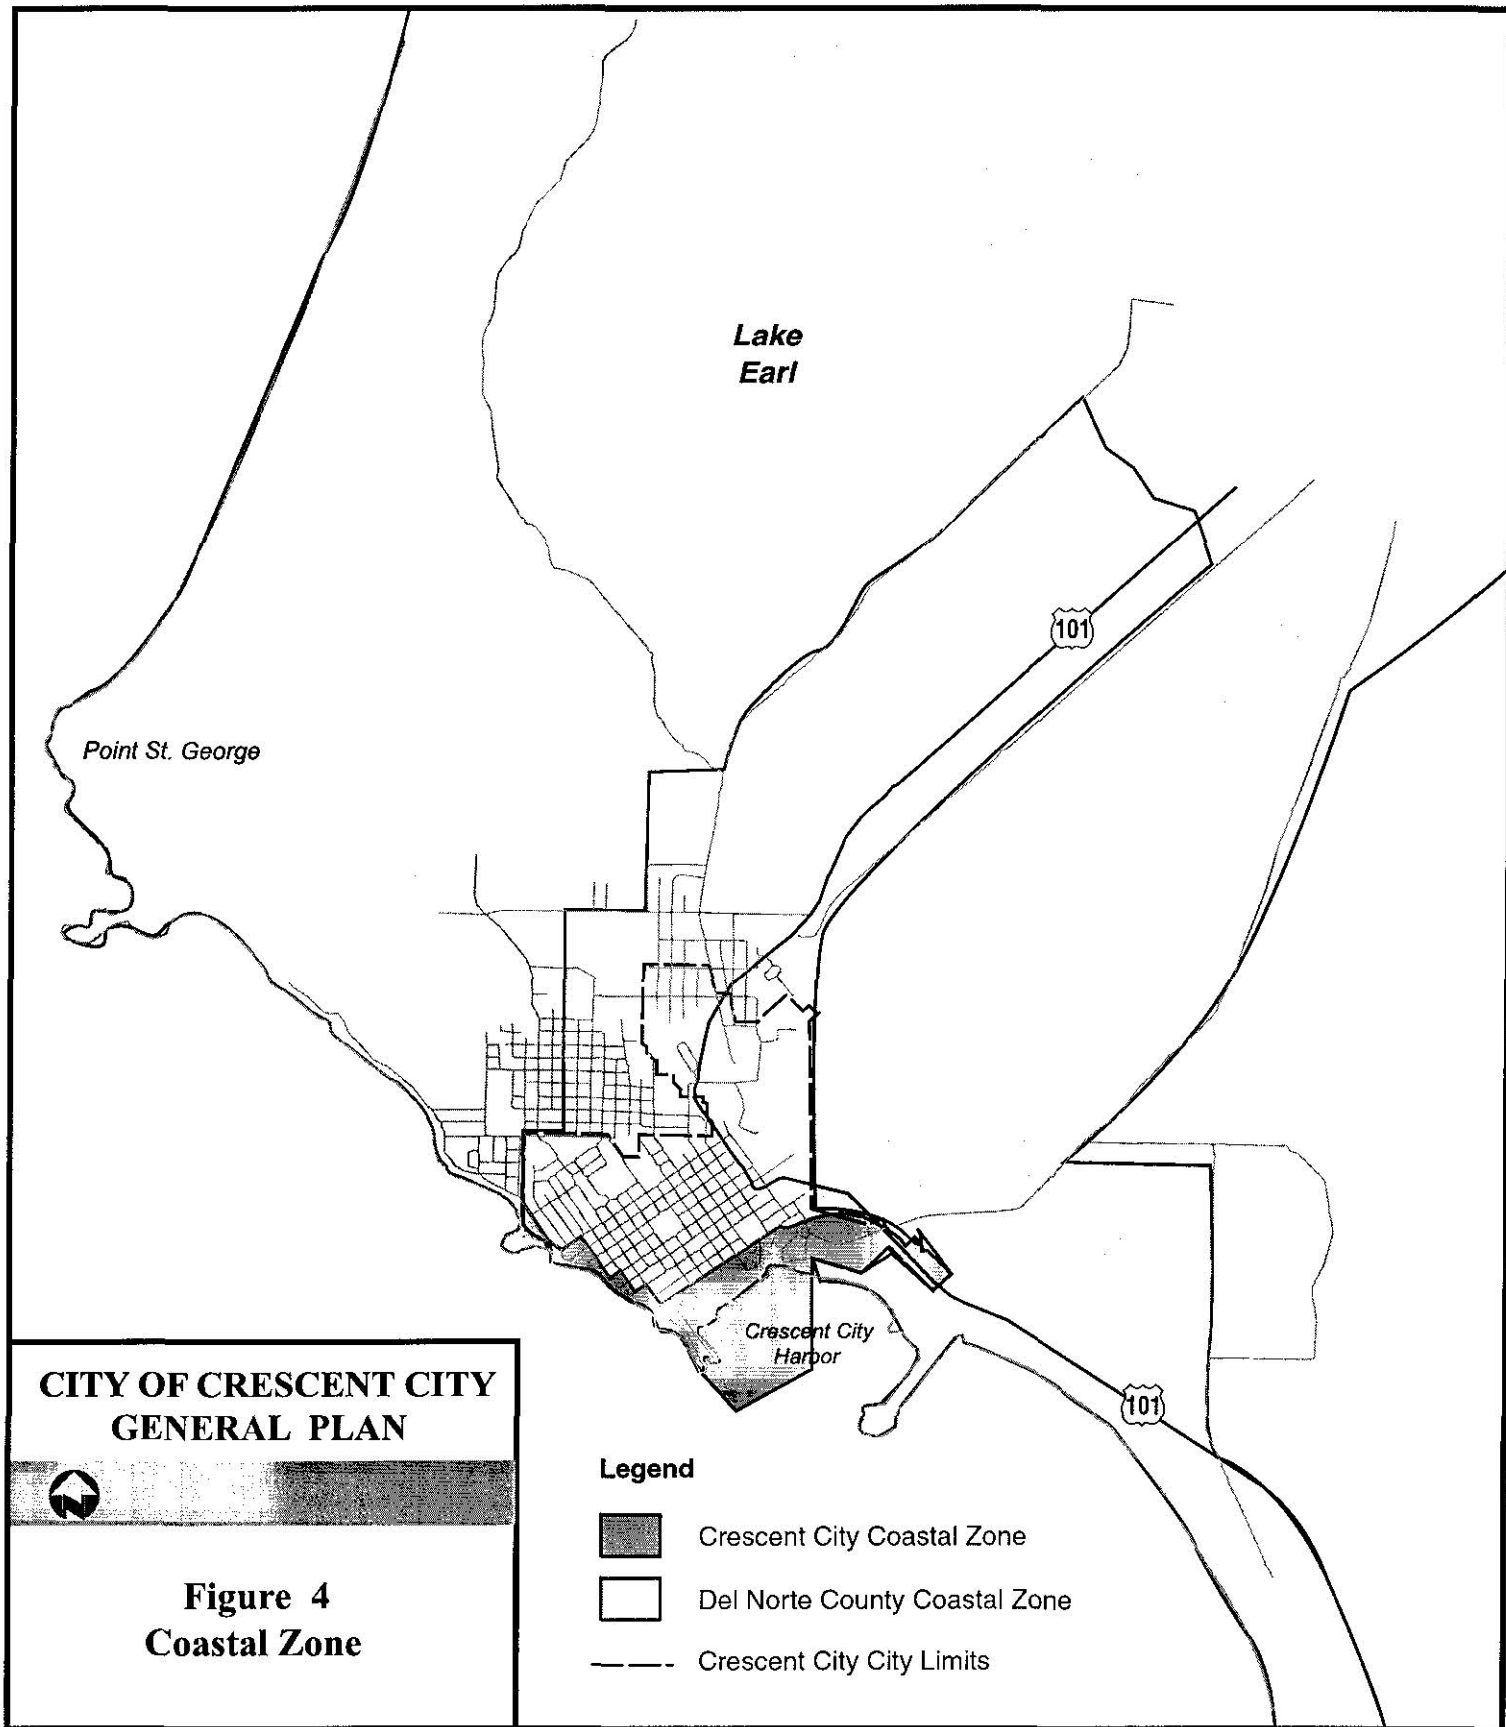 Lake
Earl
101
Point St. George
Crescent City
Harbor
101
CITY OF CRESCENT CITY
GENERAL PLAN
N
Figure 4
Coastal Zone
Legend
Crescent City Coastal Zone
Del Norte County Coastal Zone
Crescent City City Limits